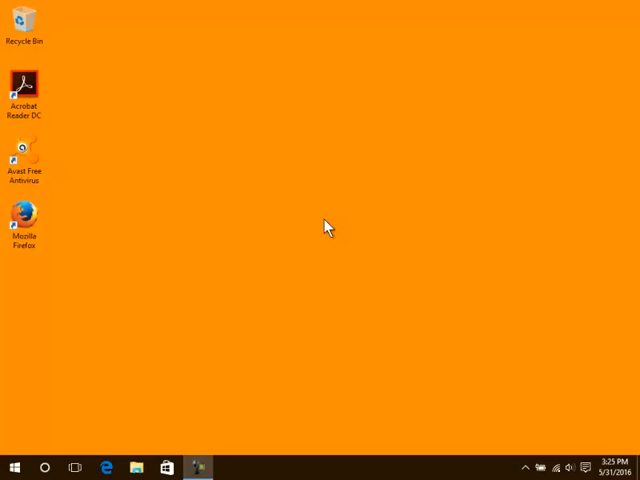 Recycle Bin
Acrobat
Reader DC
Avast Free
Antivirus
Mozilla
Firefox
3:25 PM
5/31/2016